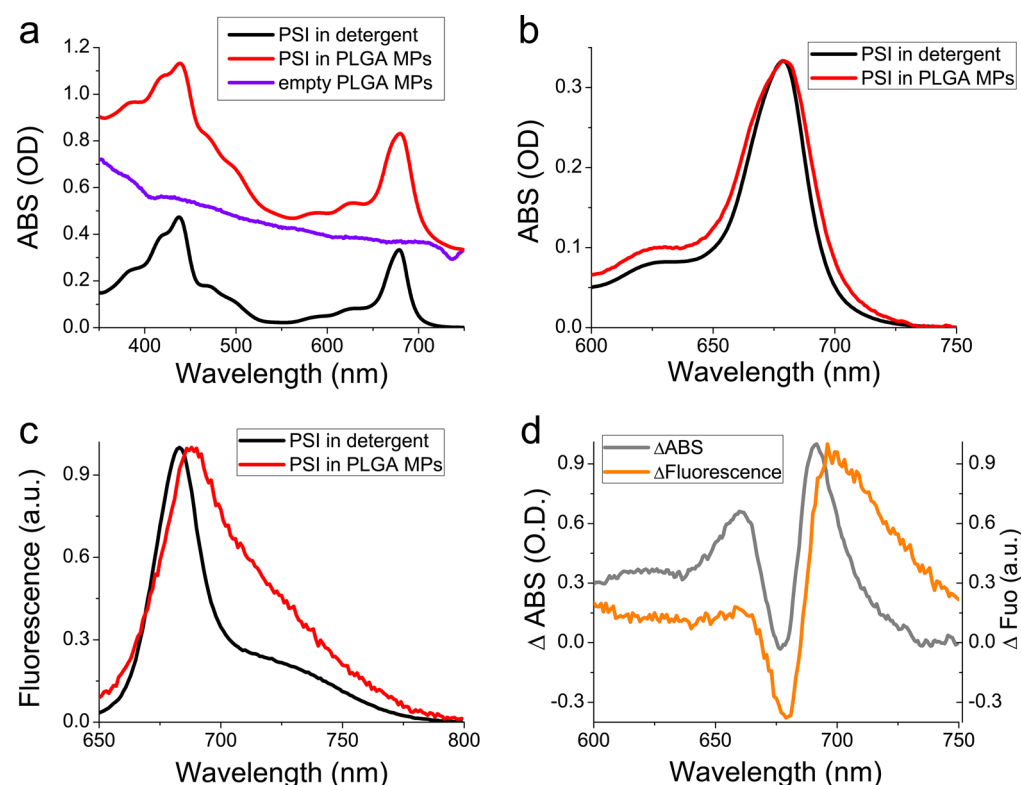 a
PSI in detergent
PSI in PLGA MPs
empty PLGA MPs
1.2
1.0
0.8
0.6
0.4
0.2
0.0
ABS (OD)
400 500 600 700
Wavelength (nm)
b
PSI in detergent
PSI in PLGA MPs
0.3
0.2
0.1
0.0
ABS (OD)
600 650 700 750
Wavelength (nm)
c
PSI in detergent
PSI in PLGA MPs
0.9
0.6
0.3
0.0
Fluorescence (a.u.)
650 700 750 800
Wavelength (nm)
d
ΔABS
ΔFluorescence
0.9
0.6
0.3
0.0
-0.3
Δ ABS (O.D.)
0.9
0.6
0.3
0.0
-0.3
Δ Fuo (a.u.)
600 650 700 750
Wavelength (nm)